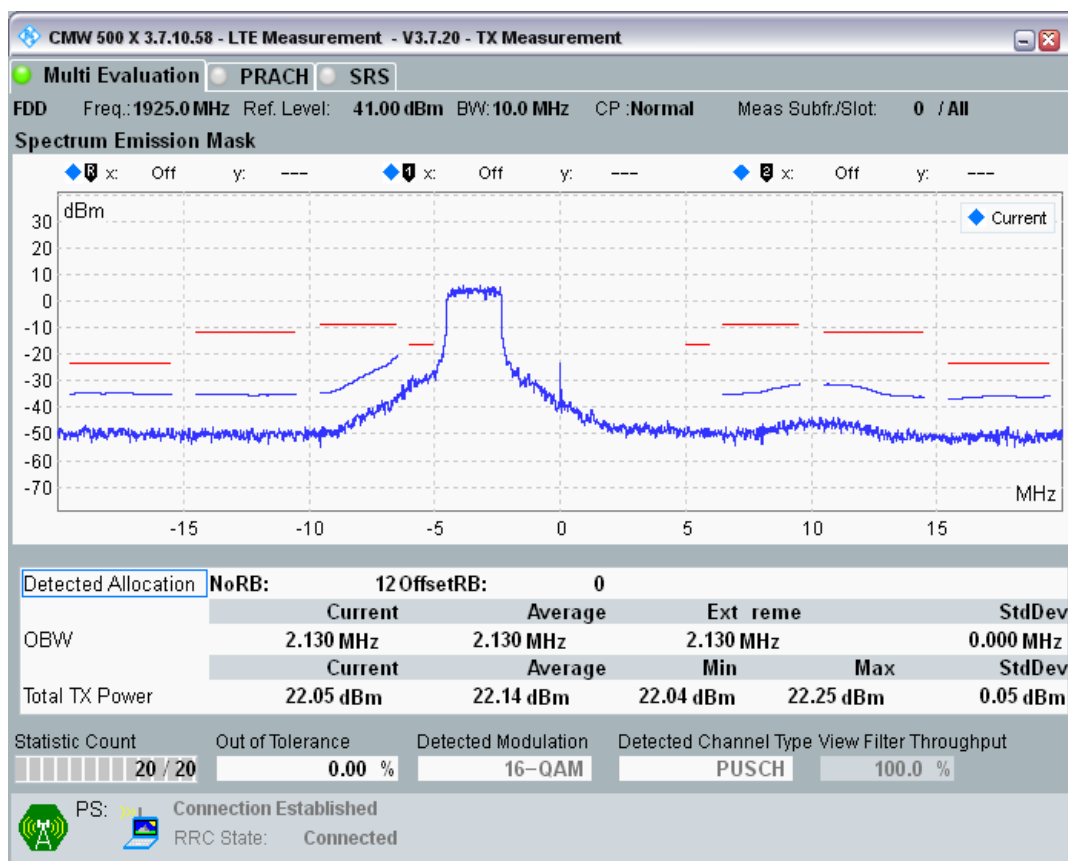 CMW 500 X 3.7.10.58 - LTE Measurement - V3.7.20 - TX Measurement
Multi Evaluation PRACH SRS
FDD Freq.: 1925.0 MHz Ref. Level: 41.00 dBm BW: 10.0 MHz CP :Normal Meas Subfr./Slot: 0 / All
Spectrum Emission Mask
R x: Off y: --- 1 x: Off y: --- 2 x: Off y: ---
dBm
Current
30
20
10
0
-10
-20
-30
-40
-50
-60
-70
MHz
-15 -10 -5 0 5 10 15
Detected Allocation NoRB: 12 OffsetRB: 0
Current Average Ext reme StdDev
OBW 2.130 MHz 2.130 MHz 2.130 MHz 0.000 MHz
Current Average Min Max StdDev
Total TX Power 22.05 dBm 22.14 dBm 22.04 dBm 22.25 dBm 0.05 dBm
Statistic Count Out of Tolerance Detected Modulation Detected Channel Type View Filter Throughput
20 / 20 0.00 % 16-QAM PUSCH 100.0 %
PS: Connection Established
RRC State: Connected